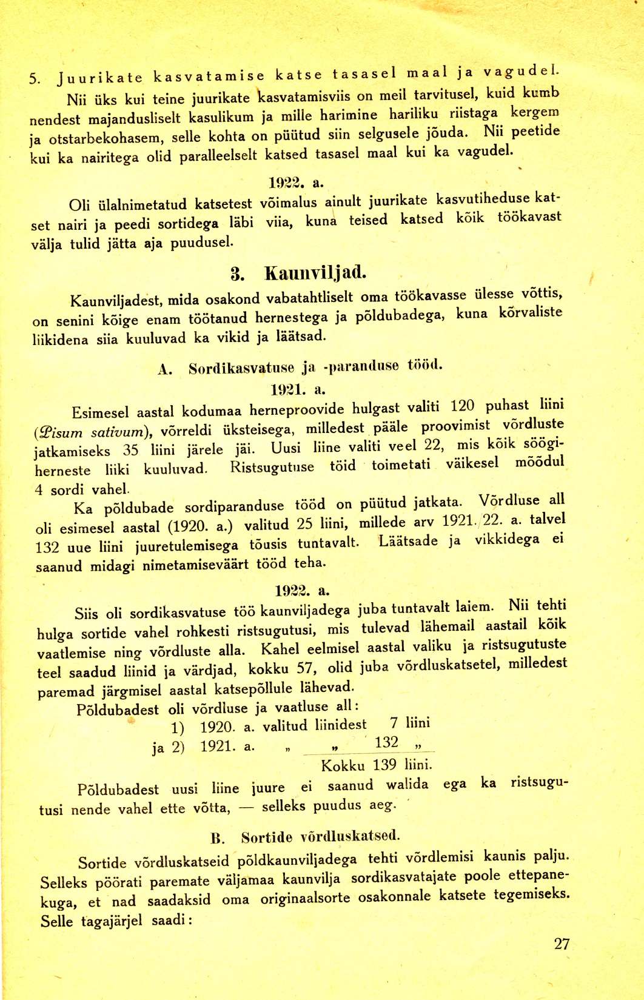 5. Juurikate kasvatamise katse tasasel maal ja vagudel.
Nii üks kui teine juurikate kasvatamisviis on meil tarvitusel, kuid kumb
nendest majandusliselt kasulikum ja mille harimine hariliku riistaga kergem
ja otstarbekohasem, selle kohta on püütud siin selgusele jõuda. Nii peetide
kui ka nairitega olid paralleelselt katsed tasasel maal kui ka vagudel.
1922. a.
Oli ülalnimetatud katsetest võimalus ainult juurikate kasvutiheduse kat-
set nairi ja peedi sortidega läbi viia, kuna teised katsed kõik töökavast
välja tulid jätta aja puudusel.
3. Kaunviljad.
Kaunviljadest, mida osakond vabatahtliselt oma töökavasse ülesse võttis,
on senini kõige enam töötanud hernestega ja põldubadega, kuna kõrvaliste
liikidena siia kuuluvad ka vikid ja läätsad.
A. Sordikasvatuse ja -paranduse tööd.
1921. a.
Esimesel aastal kodumaa herneproovide hulgast valiti 120 puhast liini
(Pisum sativum), võrreldi üksteisega, milledest pääle proovimist võrdluste
jatkamiseks 35 liini järele jäi. Uusi liine valiti veel 22, mis kõik söögi-
herneste liiki kuuluvad. Ristsugutuse töid toimetati väikesel mõõdul
4 sordi vahel.
Ka põldubade sordiparanduse tööd on püütud jatkata. Võrdluse all
oli esimesel aastal (1920. a.) valitud 25 liini, millede arv 1921./22. a. talvel
132 uue liini juuretulemisega tõusis tuntavalt. Läätsade ja vikkidega ei
saanud midagi nimetamiseväärt tööd teha.
1922. a.
Siis oli sordikasvatuse töö kaunviljadega juba tuntavalt laiem. Nii tehti
hulga sortide vahel rohkesti ristsugutusi, mis tulevad lähemail aastail kõik
vaatlemise ning võrdluste alla. Kahel eelmisel aastal valiku ja ristsugutuste
teel saadud liinid ja värdjad, kokku 57, olid juba võrdluskatsetel, milledest
paremad järgmisel aastal katsepõllule lähevad.
Põldubadest oli võrdluse ja vaatluse all:
1) 1920. a. valitud liinidest 7 liini
ja 2) 1921. a. „ „ 132 „
Kokku 139 liini.
Põldubadest uusi liine juure ei saanud walida ega ka ristsugu-
tusi nende vahel ette võtta, — selleks puudus aeg.
B. Sortide võrdluskatsed.
Sortide võrdluskatseid põldkaunviljadega tehti võrdlemisi kaunis palju.
Selleks pöörati paremate väljamaa kaunvilja sordikasvatajate poole ettepane-
kuga, et nad saadaksid oma originaalsorte osakonnale katsete tegemiseks.
Selle tagajärjel saadi:
27